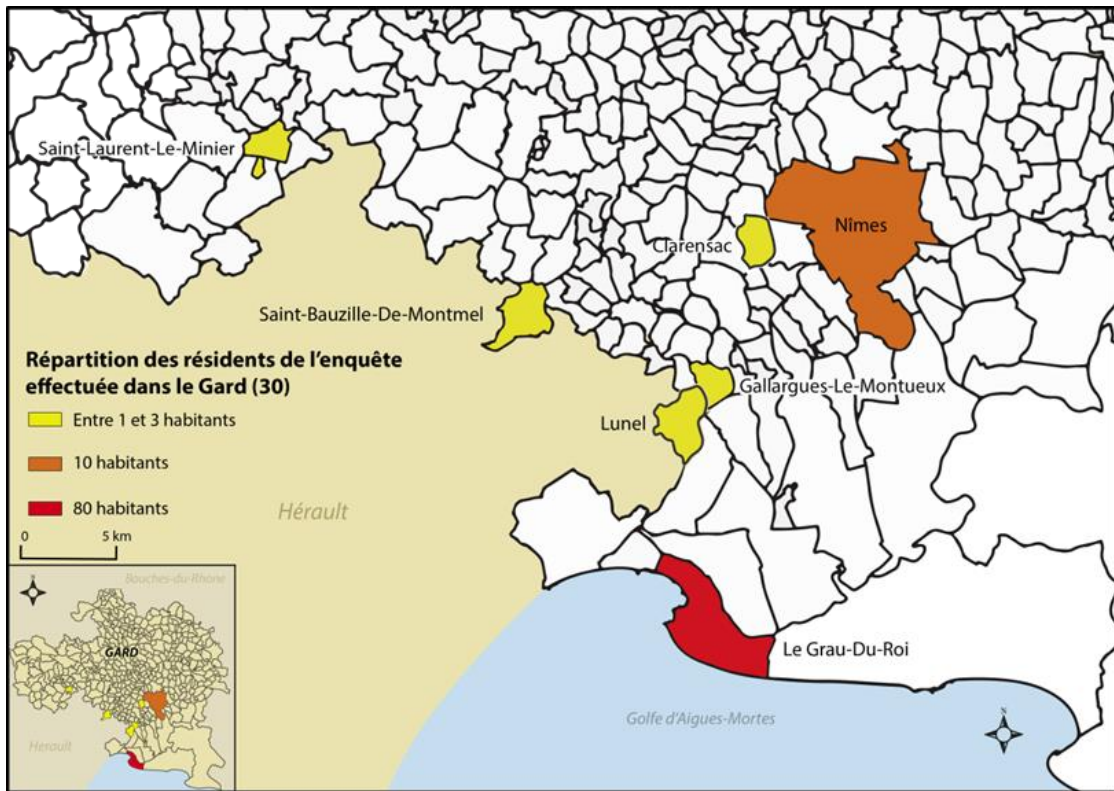 Saint-Laurent-Le-Minier
Nîmes
Clarensac
Saint-Bauzille-De-Montmel
Répartition des résidents de l'enquête
effectuée dans le Gard (30)
Gallargues-Le-Montueux
Lunel
Entre 1 et 3 habitants
10 habitants
80 habitants
Hérault
0 5 km
Bouches-du-Rhône
N
GARD
Hérault
Le Grau-Du-Roi
Golfe d'Aigues-Mortes
N